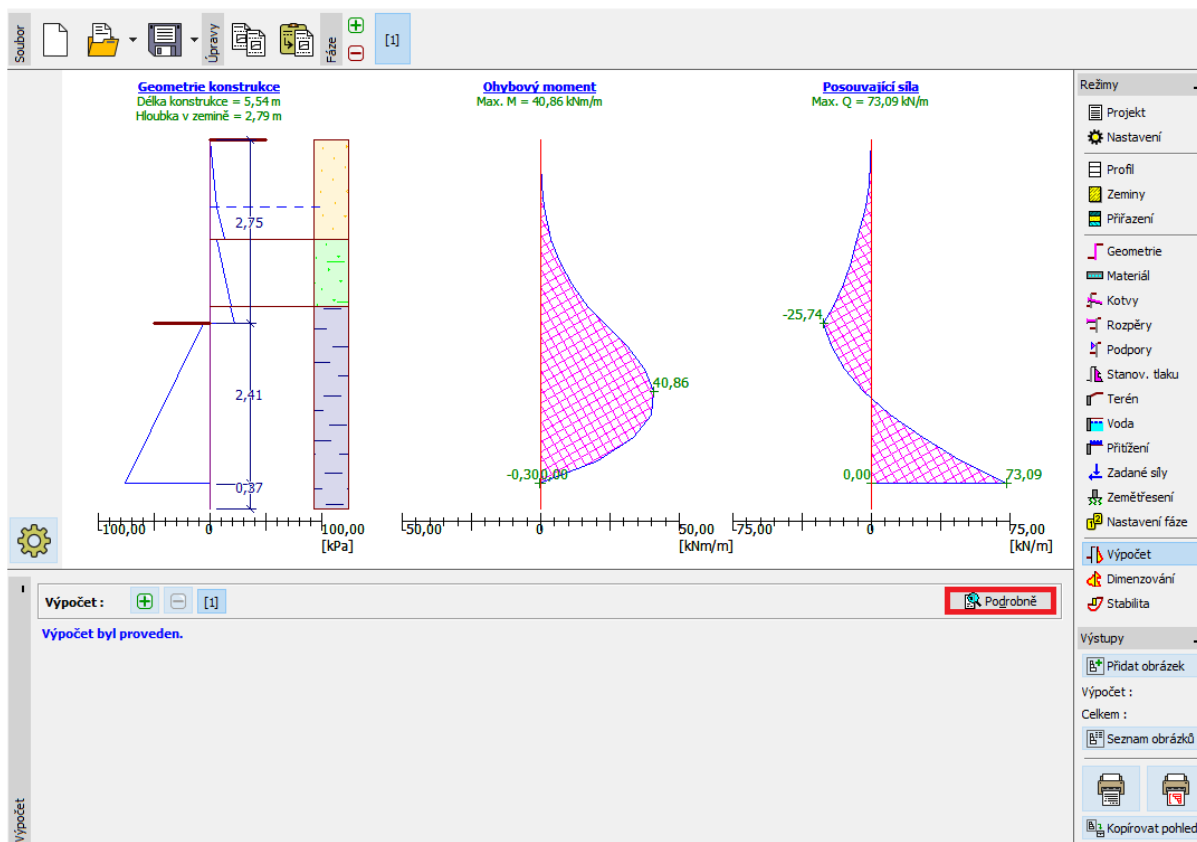 Soubor
Úpravy
Fáze
[1]
Geometrie konstrukce
Délka konstrukce = 5,54 m
Hloubka v zemině = 2,79 m
2,75
2,41
0,37
-100,00 0 100,00
[kPa]
Ohybový moment
Max. M = 40,86 kNm/m
40,86
-0,30 0,00
-50,00 0 50,00
[kNm/m]
Posouvající síla
Max. Q = 73,09 kN/m
-25,74
0,00 73,09
-75,00 0 75,00
[kN/m]
Režimy
Projekt
Nastavení
Profil
Zeminy
Přiřazení
Geometrie
Materiál
Kotvy
Rozpěry
Podpory
Stanov. tlaku
Terén
Voda
Přitížení
Zadané síly
Zemětřesení
Nastavení fáze
Výpočet
Dimenzování
Stabilita
Výstupy
Přidat obrázek
Výpočet :
Celkem :
Seznam obrázků
Kopírovat pohled
Výpočet :
[1]
Podrobně
Výpočet byl proveden.
Výpočet